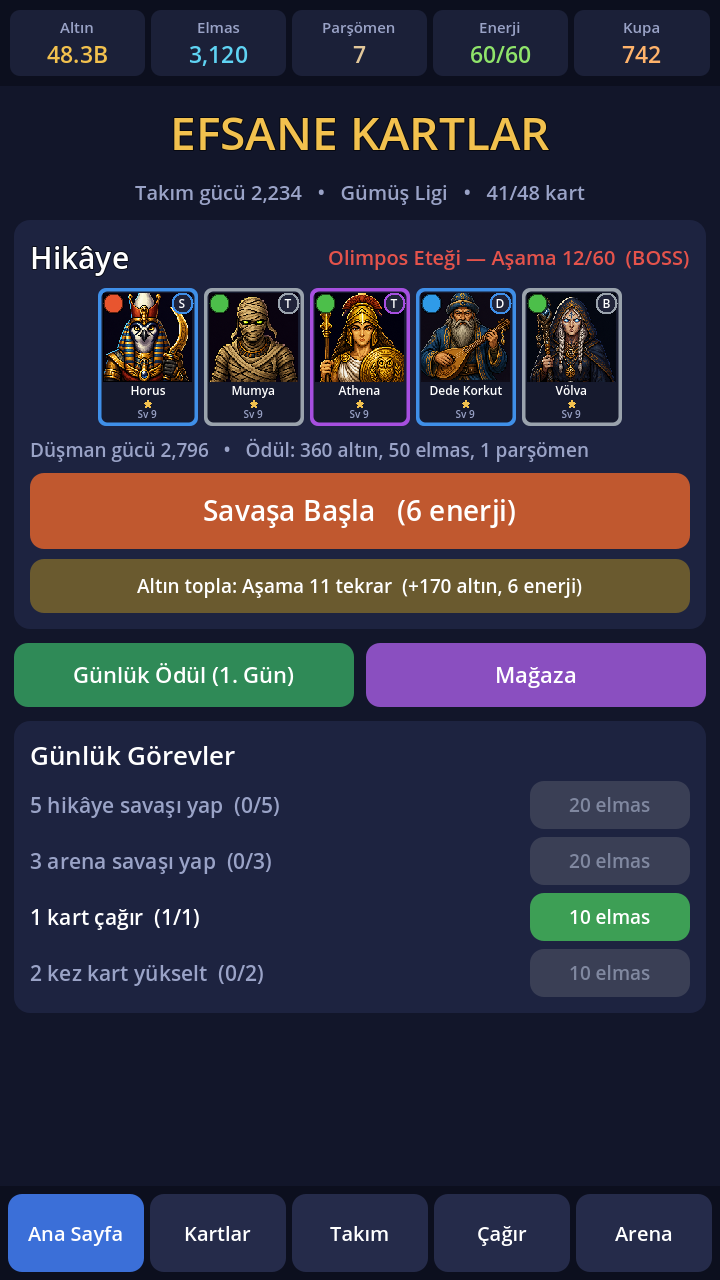 Altın Elmas Parşömen Enerji Kupa
48.3B 3,120 7 60/60 742
EFSANE KARTLAR
Takım gücü 2,234 • Gümüş Ligi • 41/48 kart
Hikâye Olimpos Eteği — Aşama 12/60 (BOSS)
S T T D B
Horus Mumya Athena Dede Korkut Völva
Sv 9 Sv 9 Sv 9 Sv 9 Sv 9
Düşman gücü 2,796 • Ödül: 360 altın, 50 elmas, 1 parşömen
Savaşa Başla (6 enerji)
Altın topla: Aşama 11 tekrar (+170 altın, 6 enerji)
Günlük Ödül (1. Gün) Mağaza
Günlük Görevler
5 hikâye savaşı yap (0/5) 20 elmas
3 arena savaşı yap (0/3) 20 elmas
1 kart çağır (1/1) 10 elmas
2 kez kart yükselt (0/2) 10 elmas
Ana Sayfa Kartlar Takım Çağır Arena